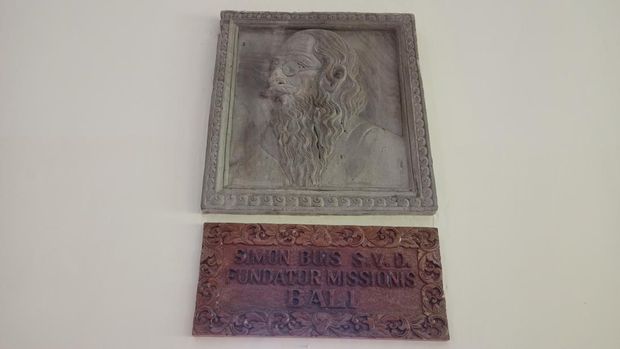 SIMON BUIS S.V.D.
FUNDATOR MISSIONIS
BALI